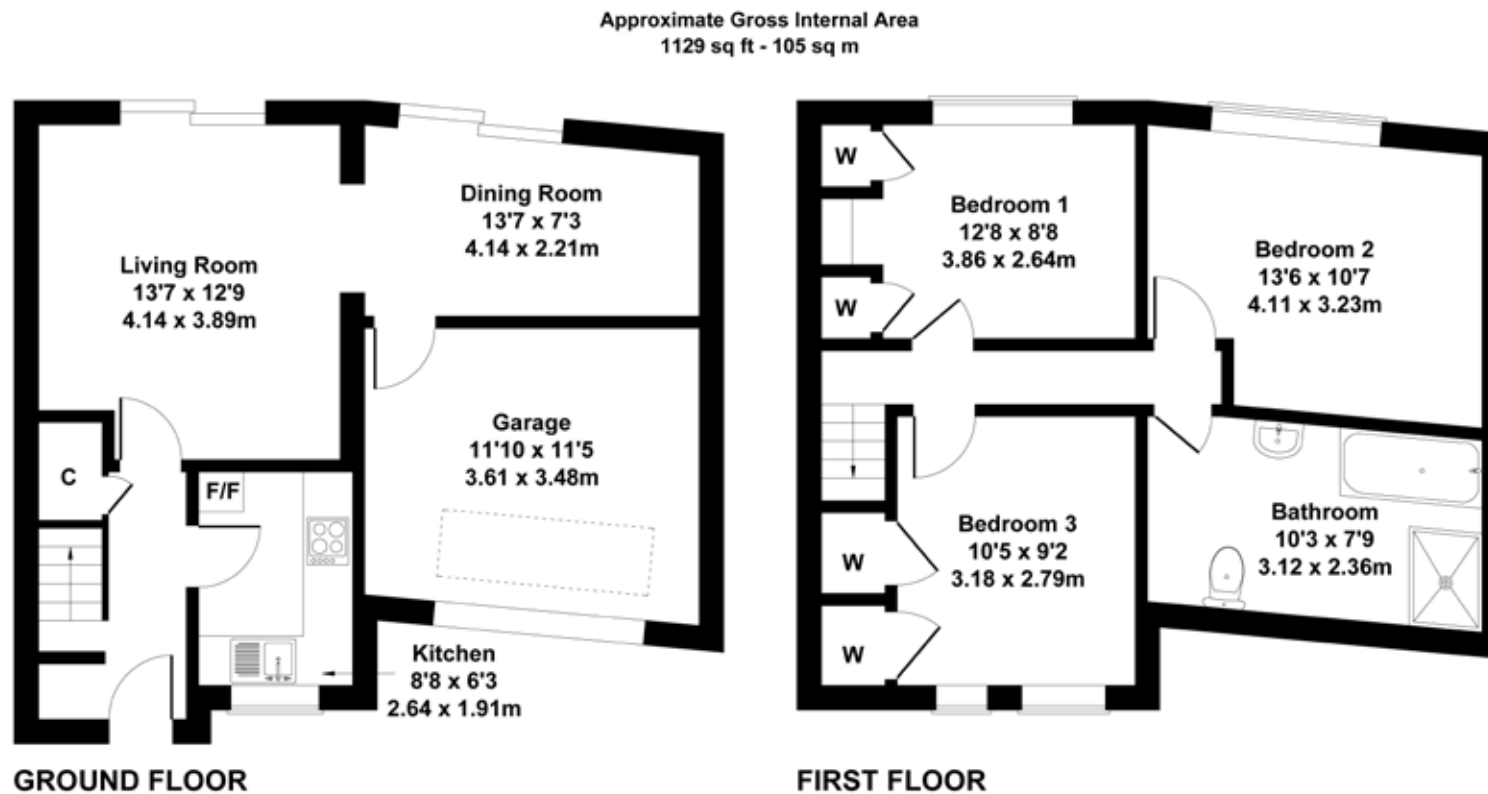 Approximate Gross Internal Area
1129 sq ft - 105 sq m
Living Room
13'7 x 12'9
4.14 x 3.89m
Dining Room
13'7 x 7'3
4.14 x 2.21m
Garage
11'10 x 11'5
3.61 x 3.48m
C
F/F
Kitchen
8'8 x 6'3
2.64 x 1.91m
GROUND FLOOR
W
Bedroom 1
12'8 x 8'8
3.86 x 2.64m
W
Bedroom 2
13'6 x 10'7
4.11 x 3.23m
Bedroom 3
10'5 x 9'2
3.18 x 2.79m
W
W
Bathroom
10'3 x 7'9
3.12 x 2.36m
FIRST FLOOR